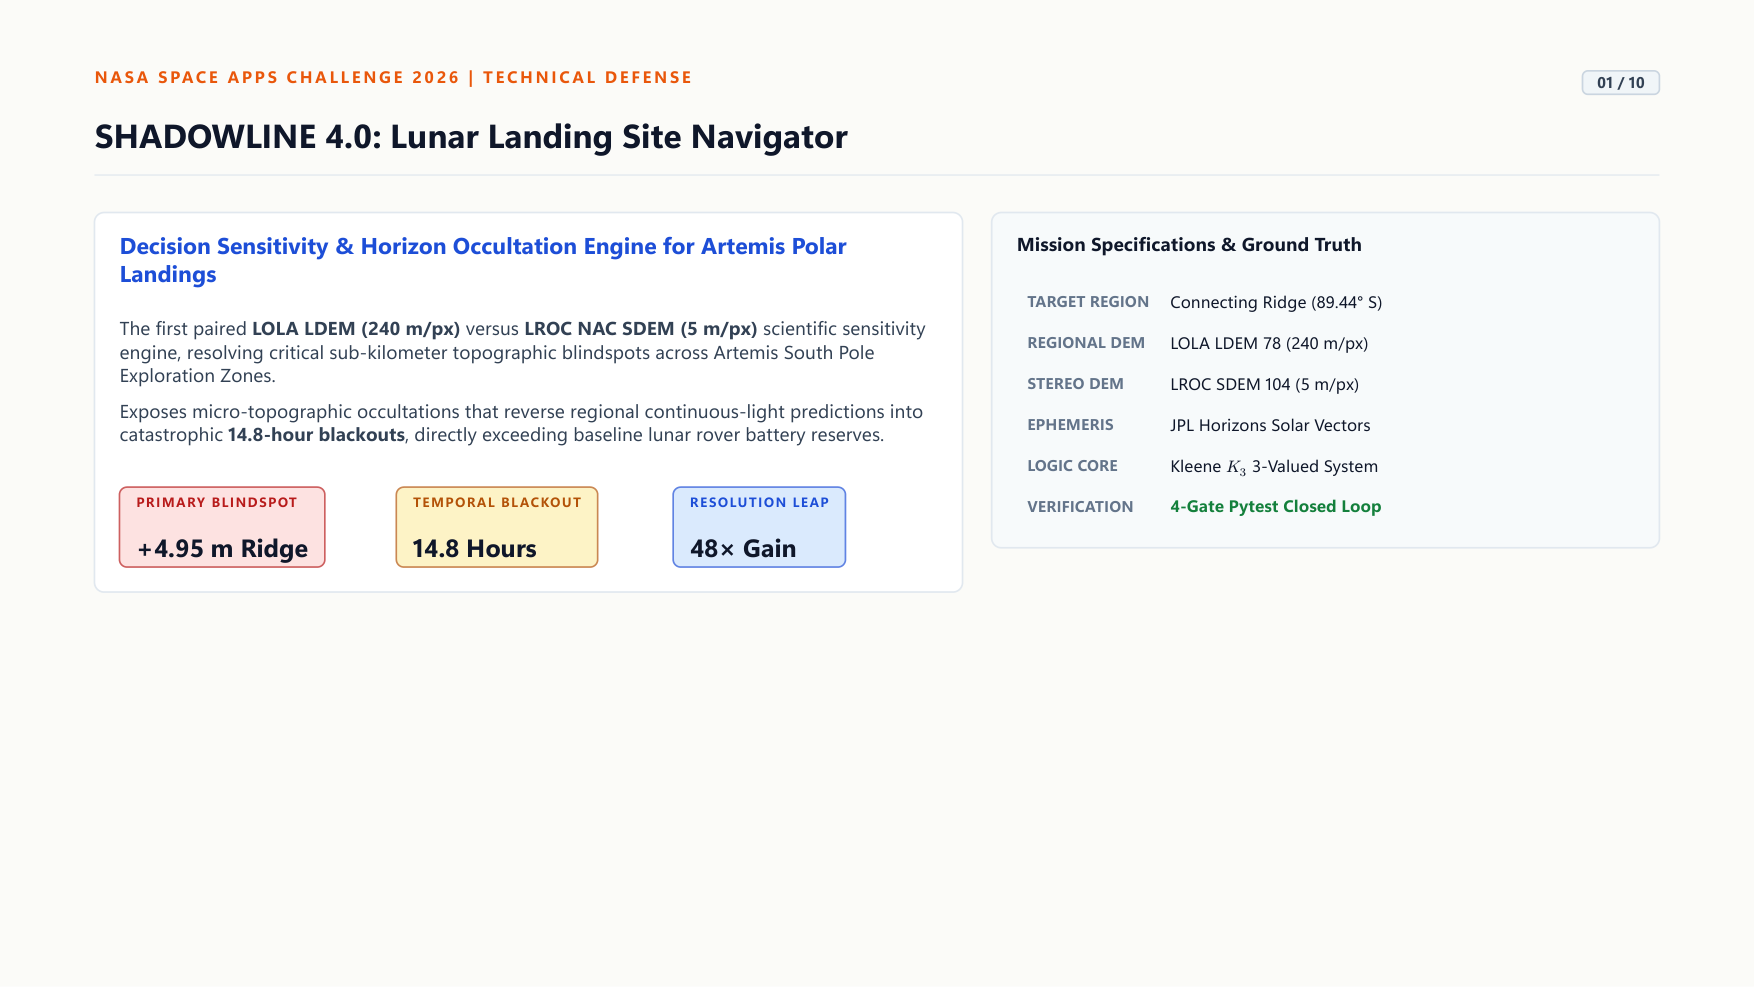 NASA SPACE APPS CHALLENGE 2026 | TECHNICAL DEFENSE
01 / 10
SHADOWLINE 4.0: Lunar Landing Site Navigator
Decision Sensitivity & Horizon Occultation Engine for Artemis Polar
Landings
The first paired LOLA LDEM (240 m/px) versus LROC NAC SDEM (5 m/px) scientific sensitivity
engine, resolving critical sub-kilometer topographic blindspots across Artemis South Pole
Exploration Zones.
Exposes micro-topographic occultations that reverse regional continuous-light predictions into
catastrophic 14.8-hour blackouts, directly exceeding baseline lunar rover battery reserves.
PRIMARY BLINDSPOT
+4.95 m Ridge
TEMPORAL BLACKOUT
14.8 Hours
RESOLUTION LEAP
48× Gain
Mission Specifications & Ground Truth
TARGET REGION Connecting Ridge (89.44° S)
REGIONAL DEM LOLA LDEM 78 (240 m/px)
STEREO DEM LROC SDEM 104 (5 m/px)
EPHEMERIS JPL Horizons Solar Vectors
LOGIC CORE Kleene K₃ 3-Valued System
VERIFICATION 4-Gate Pytest Closed Loop